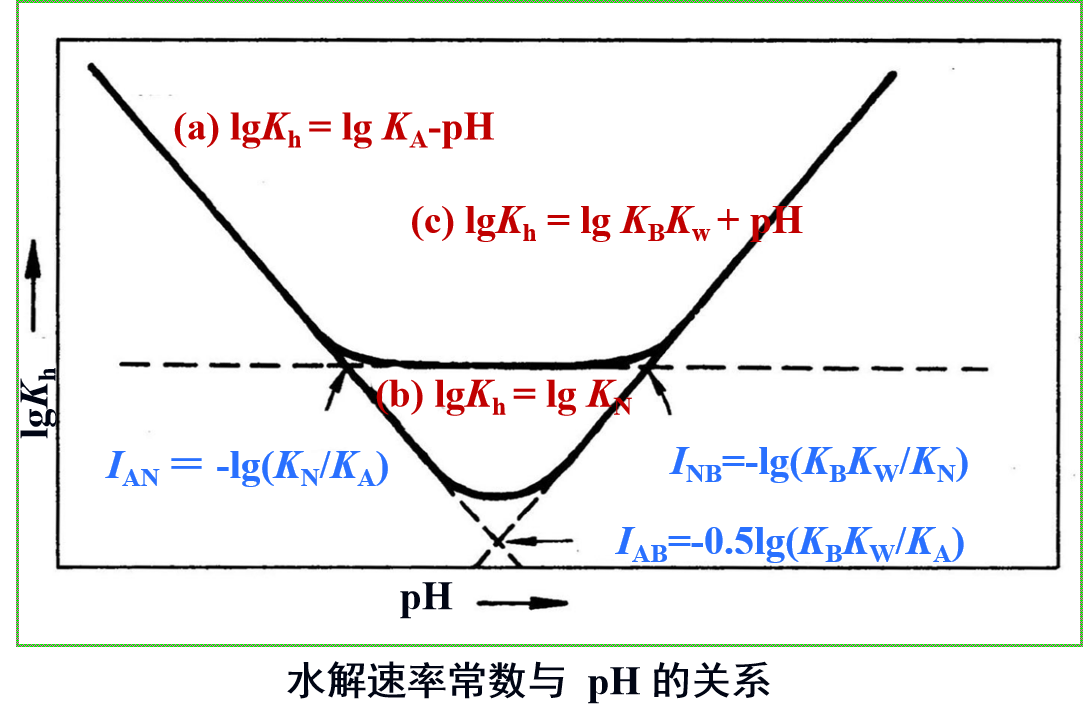 (a) lgKh = lg KA-pH
(c) lgKh = lg KBKw + pH
lgKh
(b) lgKh = lg KN
IAN = -lg(KN/KA)
INB=-lg(KBKW/KN)
IAB=-0.5lg(KBKW/KA)
pH
水解速率常数与 pH 的关系